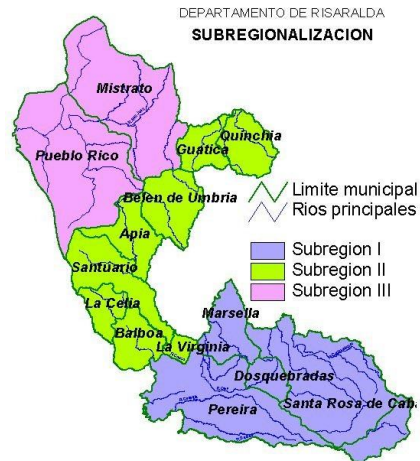 DEPARTAMENTO DE RISARALDA
SUBREGIONALIZACION
Mistrato
Quinchia
Guatica
Pueblo Rico
Belen de Umbria
Limite municipal
Rios principales
Apia
Subregion I
Santuario
Subregion II
Subregion III
La Celia
Marsella
Balboa
La Virginia
Dosquebradas
Santa Rosa de Cab
Pereira